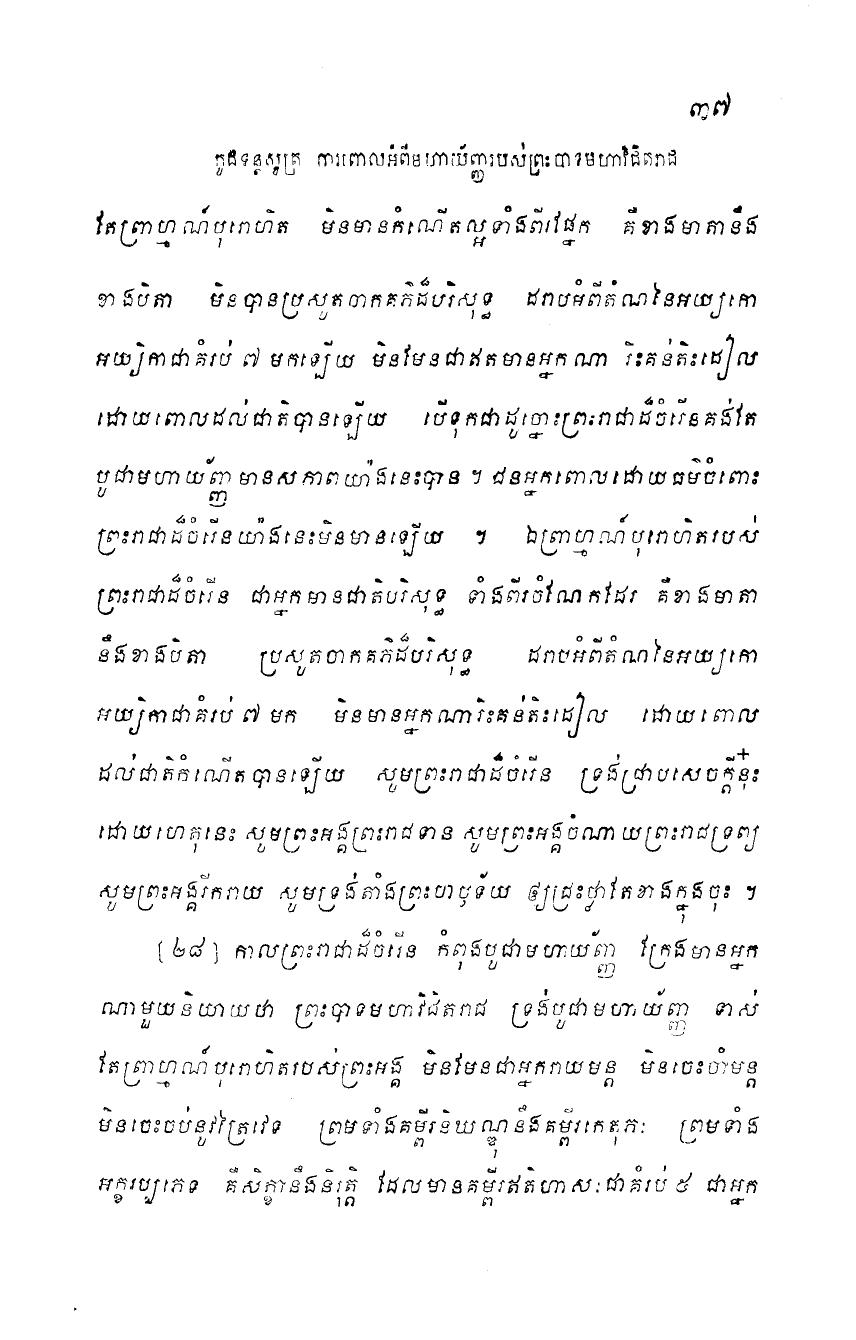 ៣៧
កូដទន្តសូត្រ ការពោលអំពីមហាយ័ញ្ញរបស់ព្រះបាទមហាវិជិតរាជ
តែព្រាហ្មណ៍បុរោហិត មិនមានកំណើតល្អទាំងពីរផ្នែក គឺខាងមាតានឹង
ខាងបិតា មិនបានប្រសូតចាកគភ៌ដ៏បរិសុទ្ធ ដរាបអំពីតំណនៃអយ្យកោ
អយ្យិកាជាគំរប់ ៧ មកឡើយ មិនមែនជាឥតមានអ្នកណា រិះគន់តិះដៀល
ដោយពោលដល់ជាតិបានឡើយ បើទុកជាដូច្នោះព្រះរាជាដ៏ចំរើនគង់តែ
បូជាមហាយ័ញ្ញមានសភាពយ៉ាងនេះបាន ។ ជនអ្នកពោលដោយធម៌ចំពោះ
ព្រះរាជាដ៏ចំរើនយ៉ាងនេះមិនមានឡើយ ។ ឯព្រាហ្មណ៍បុរោហិតរបស់
ព្រះរាជាដ៏ចំរើន ជាអ្នកមានជាតិបរិសុទ្ធ ទាំងពីរចំណែកដែរ គឺខាងមាតា
នឹងខាងបិតា ប្រសូតចាកគភ៌ដ៏បរិសុទ្ធ ដរាបអំពីតំណនៃអយ្យកោ
អយ្យិកាជាគំរប់ ៧ មក មិនមានអ្នកណារិះគន់តិះដៀល ដោយពោល
ដល់ជាតិកំណើតបានឡើយ សូមព្រះរាជាដ៏ចំរើន ទ្រង់ជ្រាបសេចក្តីនុ៎ះ
ដោយហេតុនេះ សូមព្រះអង្គព្រះរាជទាន សូមព្រះអង្គចំណាយព្រះរាជទ្រព្យ
សូមព្រះអង្គរីករាយ សូមទ្រង់តាំងព្រះហឫទ័យ ឲ្យជ្រះថ្លាតែខាងក្នុងចុះ ។
[២៨] កាលព្រះរាជាដ៏ចំរើន កំពុងបូជាមហាយ័ញ្ញ ក្រែងមានអ្នក
ណាមួយនិយាយថា ព្រះបាទមហាវិជិតរាជ ទ្រង់បូជាមហាយ័ញ្ញ ទាស់
តែព្រាហ្មណ៍បុរោហិតរបស់ព្រះអង្គ មិនមែនជាអ្នករាយមន្ត មិនចេះចាំមន្ត
មិនចេះចប់នូវត្រៃវេទ ព្រមទាំងគម្ពីរនិឃណ្ឌុនឹងគម្ពីរកេតុភៈ ព្រមទាំង
អក្ខរប្បភេទ គឺសិក្ខានឹងនិរុត្តិ ដែលមានគម្ពីរឥតិហាសៈជាគំរប់ ៥ ជាអ្នក